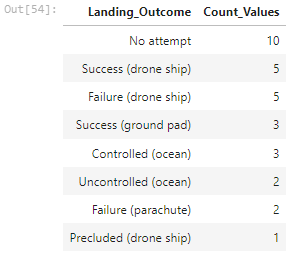 Out[54]:
Landing_Outcome Count_Values
No attempt 10
Success (drone ship) 5
Failure (drone ship) 5
Success (ground pad) 3
Controlled (ocean) 3
Uncontrolled (ocean) 2
Failure (parachute) 2
Precluded (drone ship) 1